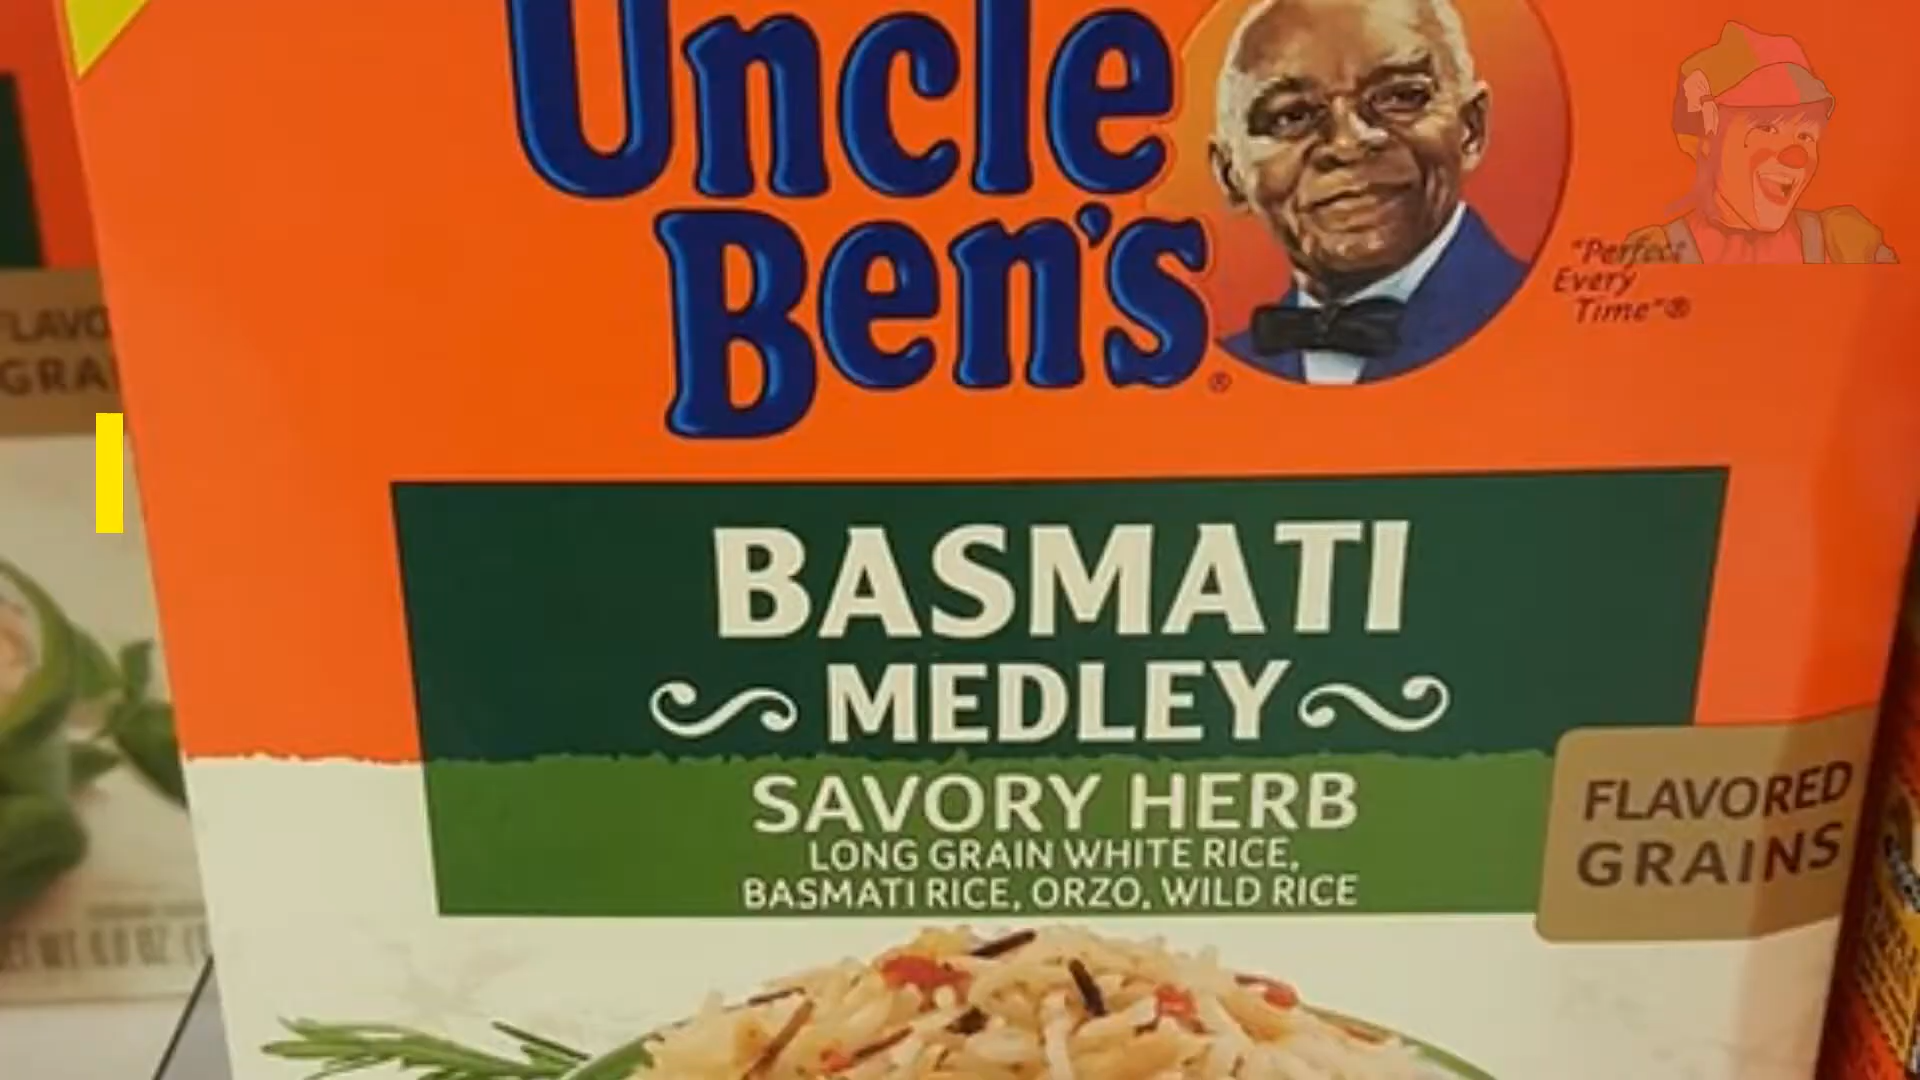 Uncle
Ben's®
"Perfect
Every
Time"®
FLAVO
GRA
BASMATI
MEDLEY
SAVORY HERB
LONG GRAIN WHITE RICE,
BASMATI RICE, ORZO, WILD RICE
FLAVORED
GRAINS